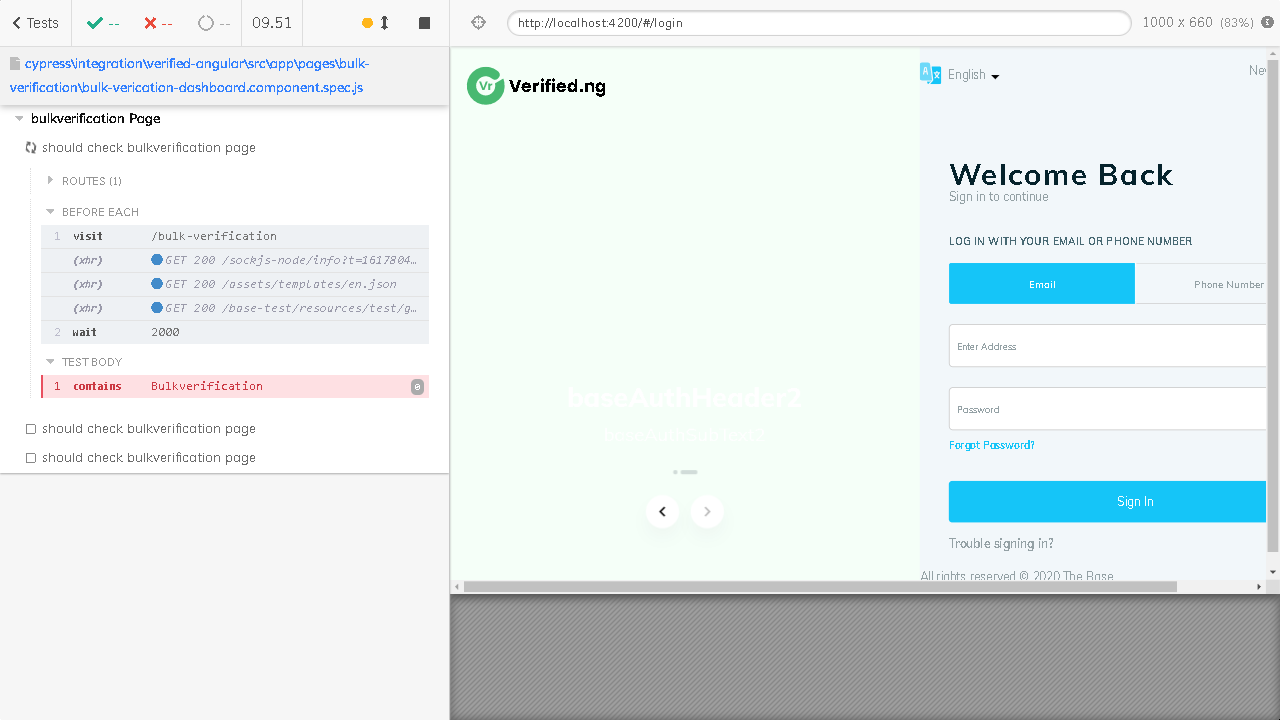 Tests
--
--
--
09.51
http://localhost:4200/#/login
1000 x 660 (83%)
cypress\integration\verified-angular\src\app\pages\bulk-
verification\bulk-verication-dashboard.component.spec.js
bulkverification Page
should check bulkverification page
ROUTES (1)
BEFORE EACH
1 visit /bulk-verification
(xhr) GET 200 /sockjs-node/info?t=1617804…
(xhr) GET 200 /assets/templates/en.json
(xhr) GET 200 /base-test/resources/test/g…
2 wait 2000
TEST BODY
1 contains Bulkverification 0
should check bulkverification page
should check bulkverification page
Vr Verified.ng
baseAuthHeader2
English
Ne
Welcome Back
Sign in to continue
LOG IN WITH YOUR EMAIL OR PHONE NUMBER
Email
Phone Number
Enter Address
Password
Forgot Password?
Sign In
Trouble signing in?
All rights reserved © 2020 The Base